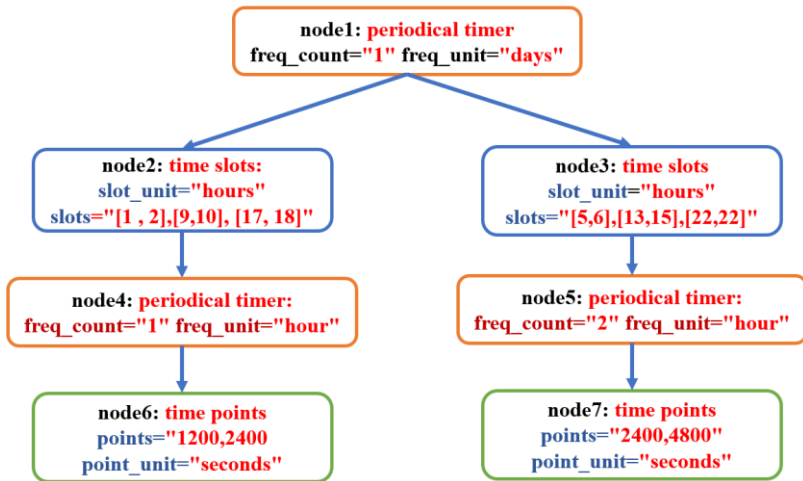 node1: periodical timer
freq_count="1" freq_unit="days"
node2: time slots:
slot_unit="hours"
slots="[1 , 2],[9,10], [17, 18]"
node3: time slots
slot_unit="hours"
slots="[5,6],[13,15],[22,22]"
node4: periodical timer:
freq_count="1" freq_unit="hour"
node5: periodical timer:
freq_count="2" freq_unit="hour"
node6: time points
points="1200,2400
point_unit="seconds"
node7: time points
points="2400,4800"
point_unit="seconds"